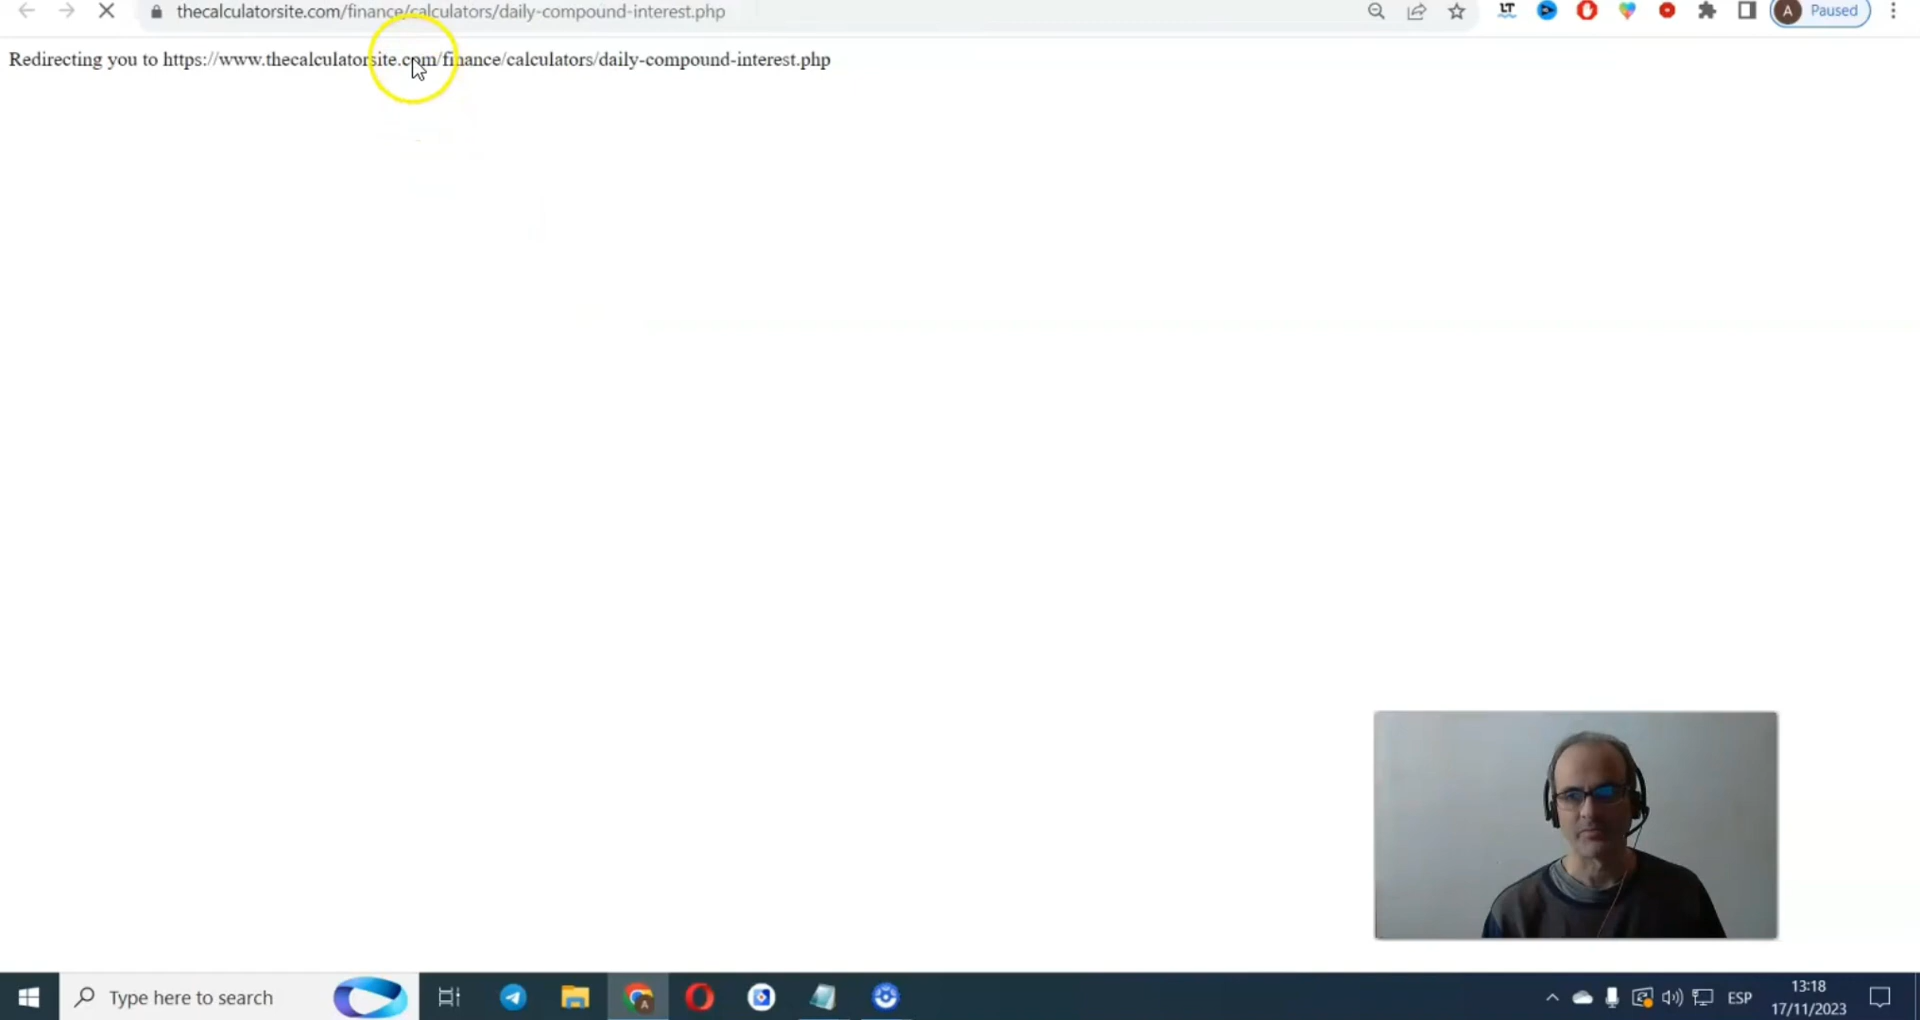 thecalculatorsite.com/finance/calculators/daily-compound-interest.php
LT
A Paused
Redirecting you to https://www.thecalculatorsite.com/finance/calculators/daily-compound-interest.php
Type here to search
A
ESP
13:18
17/11/2023